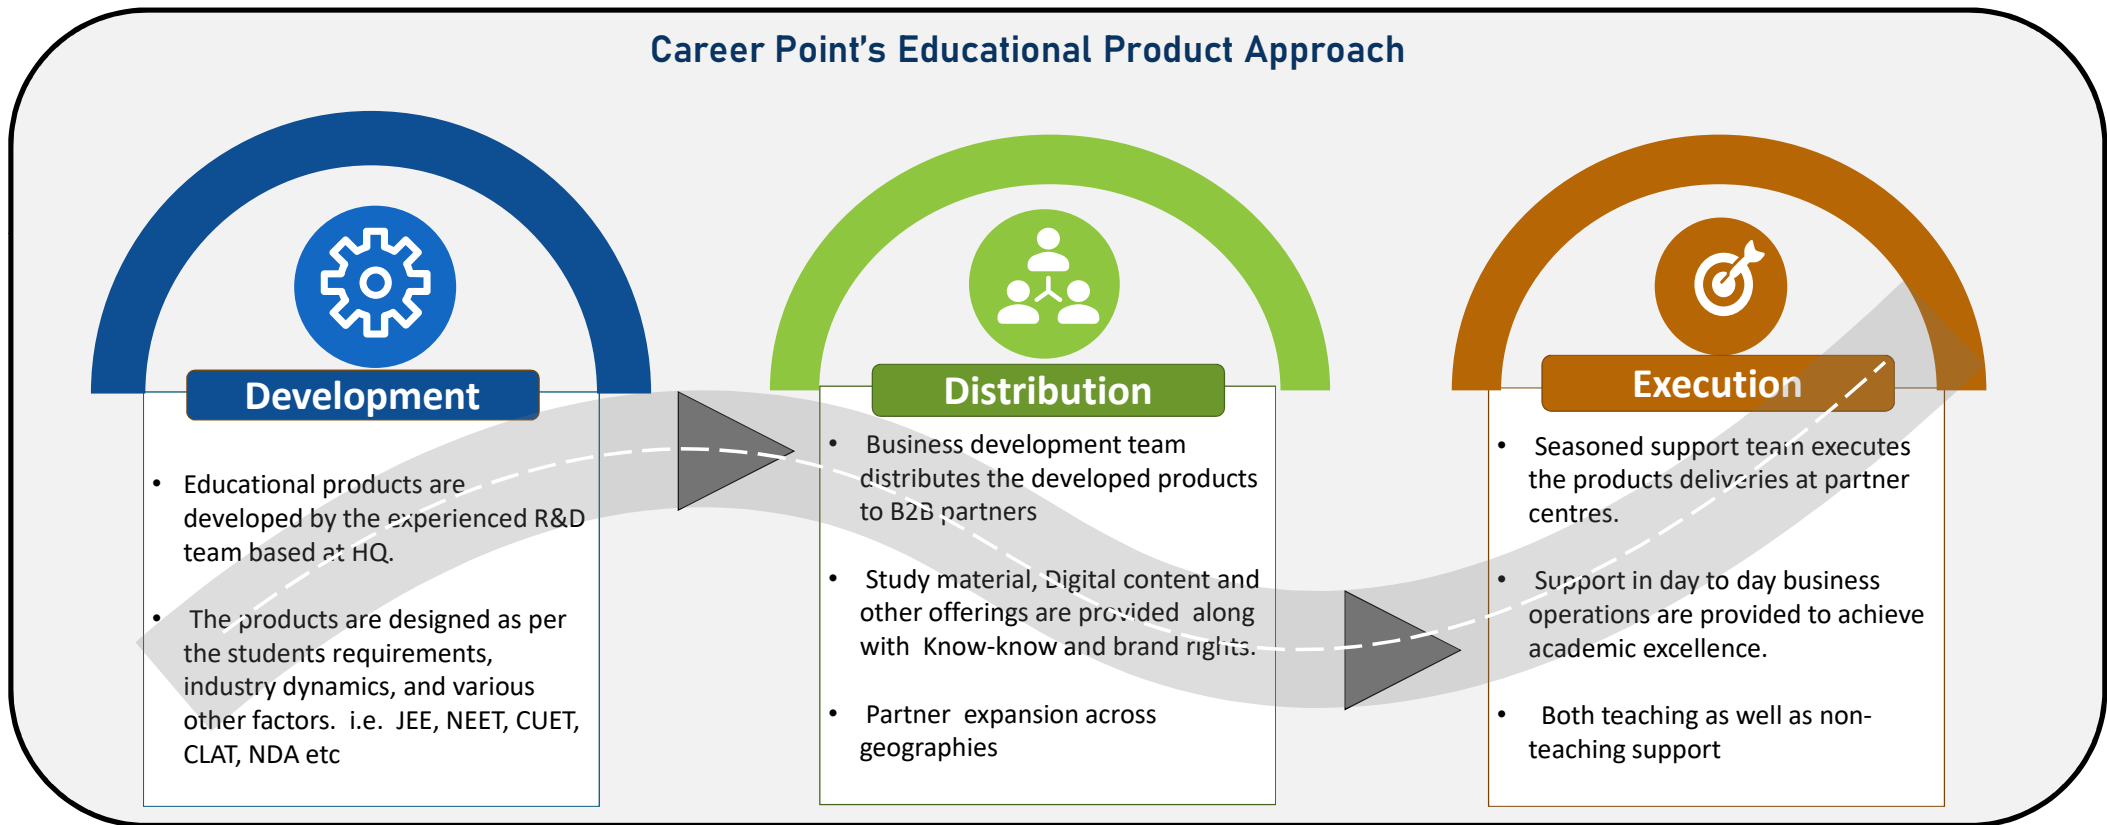 Career Point's Educational Product Approach
Development
• Educational products are
developed by the experienced R&D
team based at HQ.
• The products are designed as per
the students requirements,
industry dynamics, and various
other factors. i.e. JEE, NEET, CUET,
CLAT, NDA etc
Distribution
• Business development team
distributes the developed products
to B2B partners
• Study material, Digital content and
other offerings are provided along
with Know-know and brand rights.
• Partner expansion across
geographies
Execution
• Seasoned support team executes
the products deliveries at partner
centres.
• Support in day to day business
operations are provided to achieve
academic excellence.
• Both teaching as well as non-
teaching support